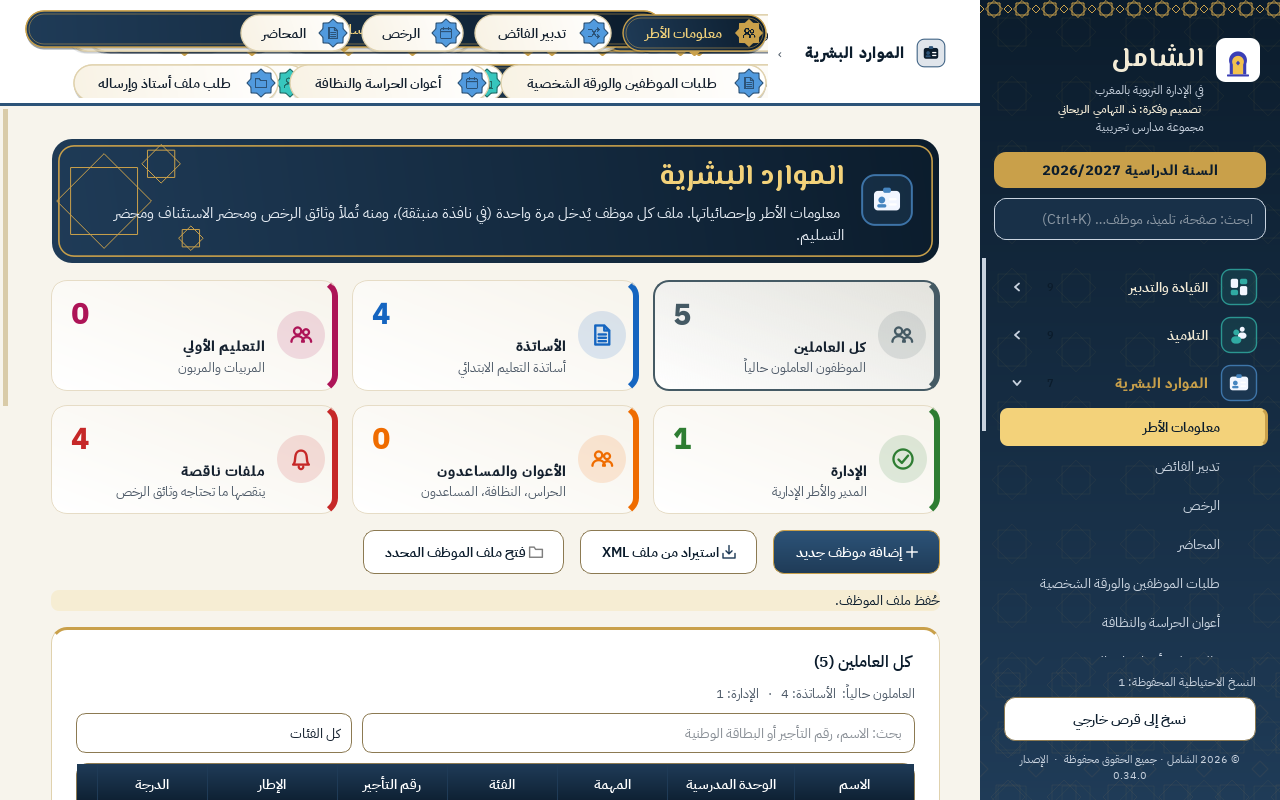 الشامل
في الإدارة التربوية بالمغرب
تصميم وفكرة: ذ. التهامي الريحاني
مجموعة مدارس تجريبية
السنة الدراسية 2026/2027
ابحث: صفحة، تلميذ، موظف... (Ctrl+K)
القيادة والتدبير
التلاميذ
الموارد البشرية 7
معلومات الأطر
تدبير الفائض
الرخص
المحاضر
طلبات الموظفين والورقة الشخصية
أعوان الحراسة والنظافة
النسخ الاحتياطية المحفوظة: 1
نسخ إلى قرص خارجي
© 2026 الشامل · جميع الحقوق محفوظة · الإصدار
0.34.0
الموارد البشرية ‹
معلومات الأطر
تدبير الفائض
الرخص
المحاضر
طلبات الموظفين والورقة الشخصية
أعوان الحراسة والنظافة
طلب ملف أستاذ وإرساله
الموارد البشرية
معلومات الأطر وإحصائياتها. ملف كل موظف يُدخل مرة واحدة (في نافذة منبثقة)، ومنه تُملأ وثائق الرخص ومحضر الاستئناف ومحضر
التسليم.
5
كل العاملين
الموظفون العاملون حالياً
4
الأساتذة
أساتذة التعليم الابتدائي
0
التعليم الأولي
المربيات والمربون
1
الإدارة
المدير والأطر الإدارية
0
الأعوان والمساعدون
الحراس، النظافة، المساعدون
4
ملفات ناقصة
ينقصها ما تحتاجه وثائق الرخص
إضافة موظف جديد
استيراد من ملف XML
فتح ملف الموظف المحدد
حُفظ ملف الموظف.
كل العاملين (5)
العاملون حالياً: الأساتذة: 4 · الإدارة: 1
بحث: الاسم، رقم التأجير أو البطاقة الوطنية
كل الفئات
الاسم الوحدة المدرسية المهمة الفئة رقم التأجير الإطار الدرجة